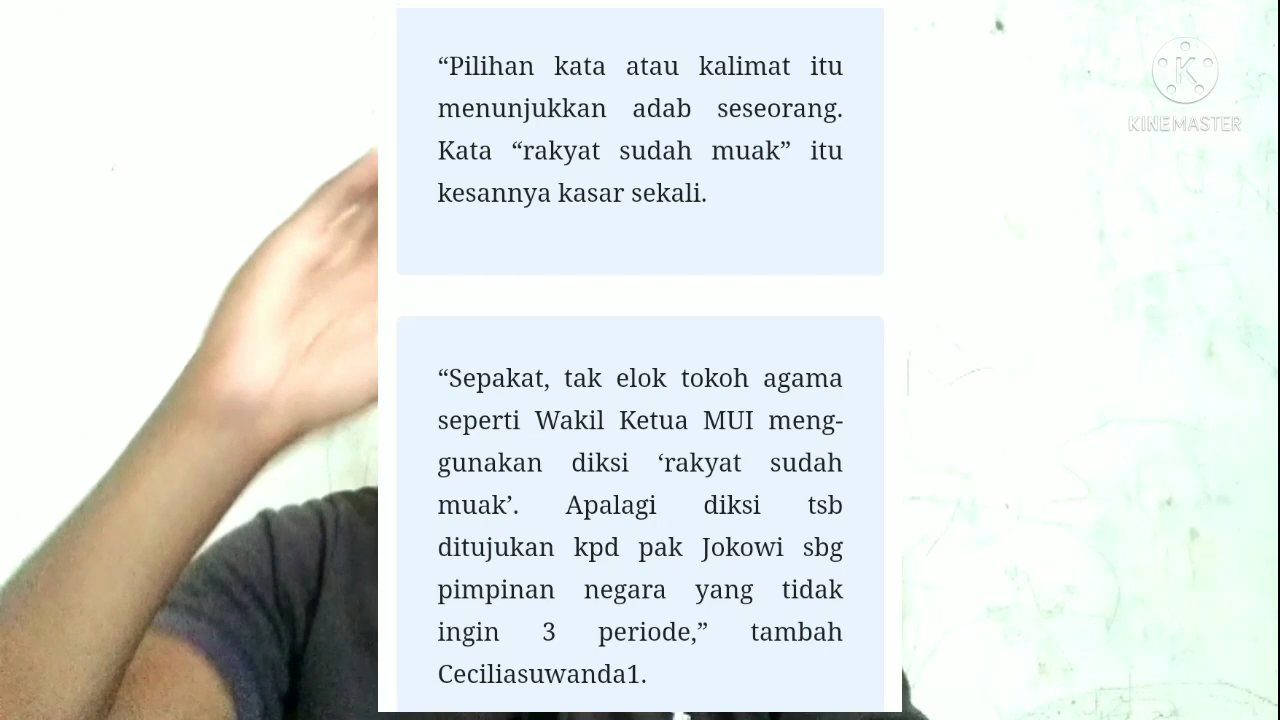 “Pilihan kata atau kalimat itu
menunjukkan adab seseorang.
Kata “rakyat sudah muak” itu
kesannya kasar sekali.
“Sepakat, tak elok tokoh agama
seperti Wakil Ketua MUI meng-
gunakan diksi ‘rakyat sudah
muak’. Apalagi diksi tsb
ditujukan kpd pak Jokowi sbg
pimpinan negara yang tidak
ingin 3 periode,” tambah
Ceciliasuwanda1.
K
KINEMASTER